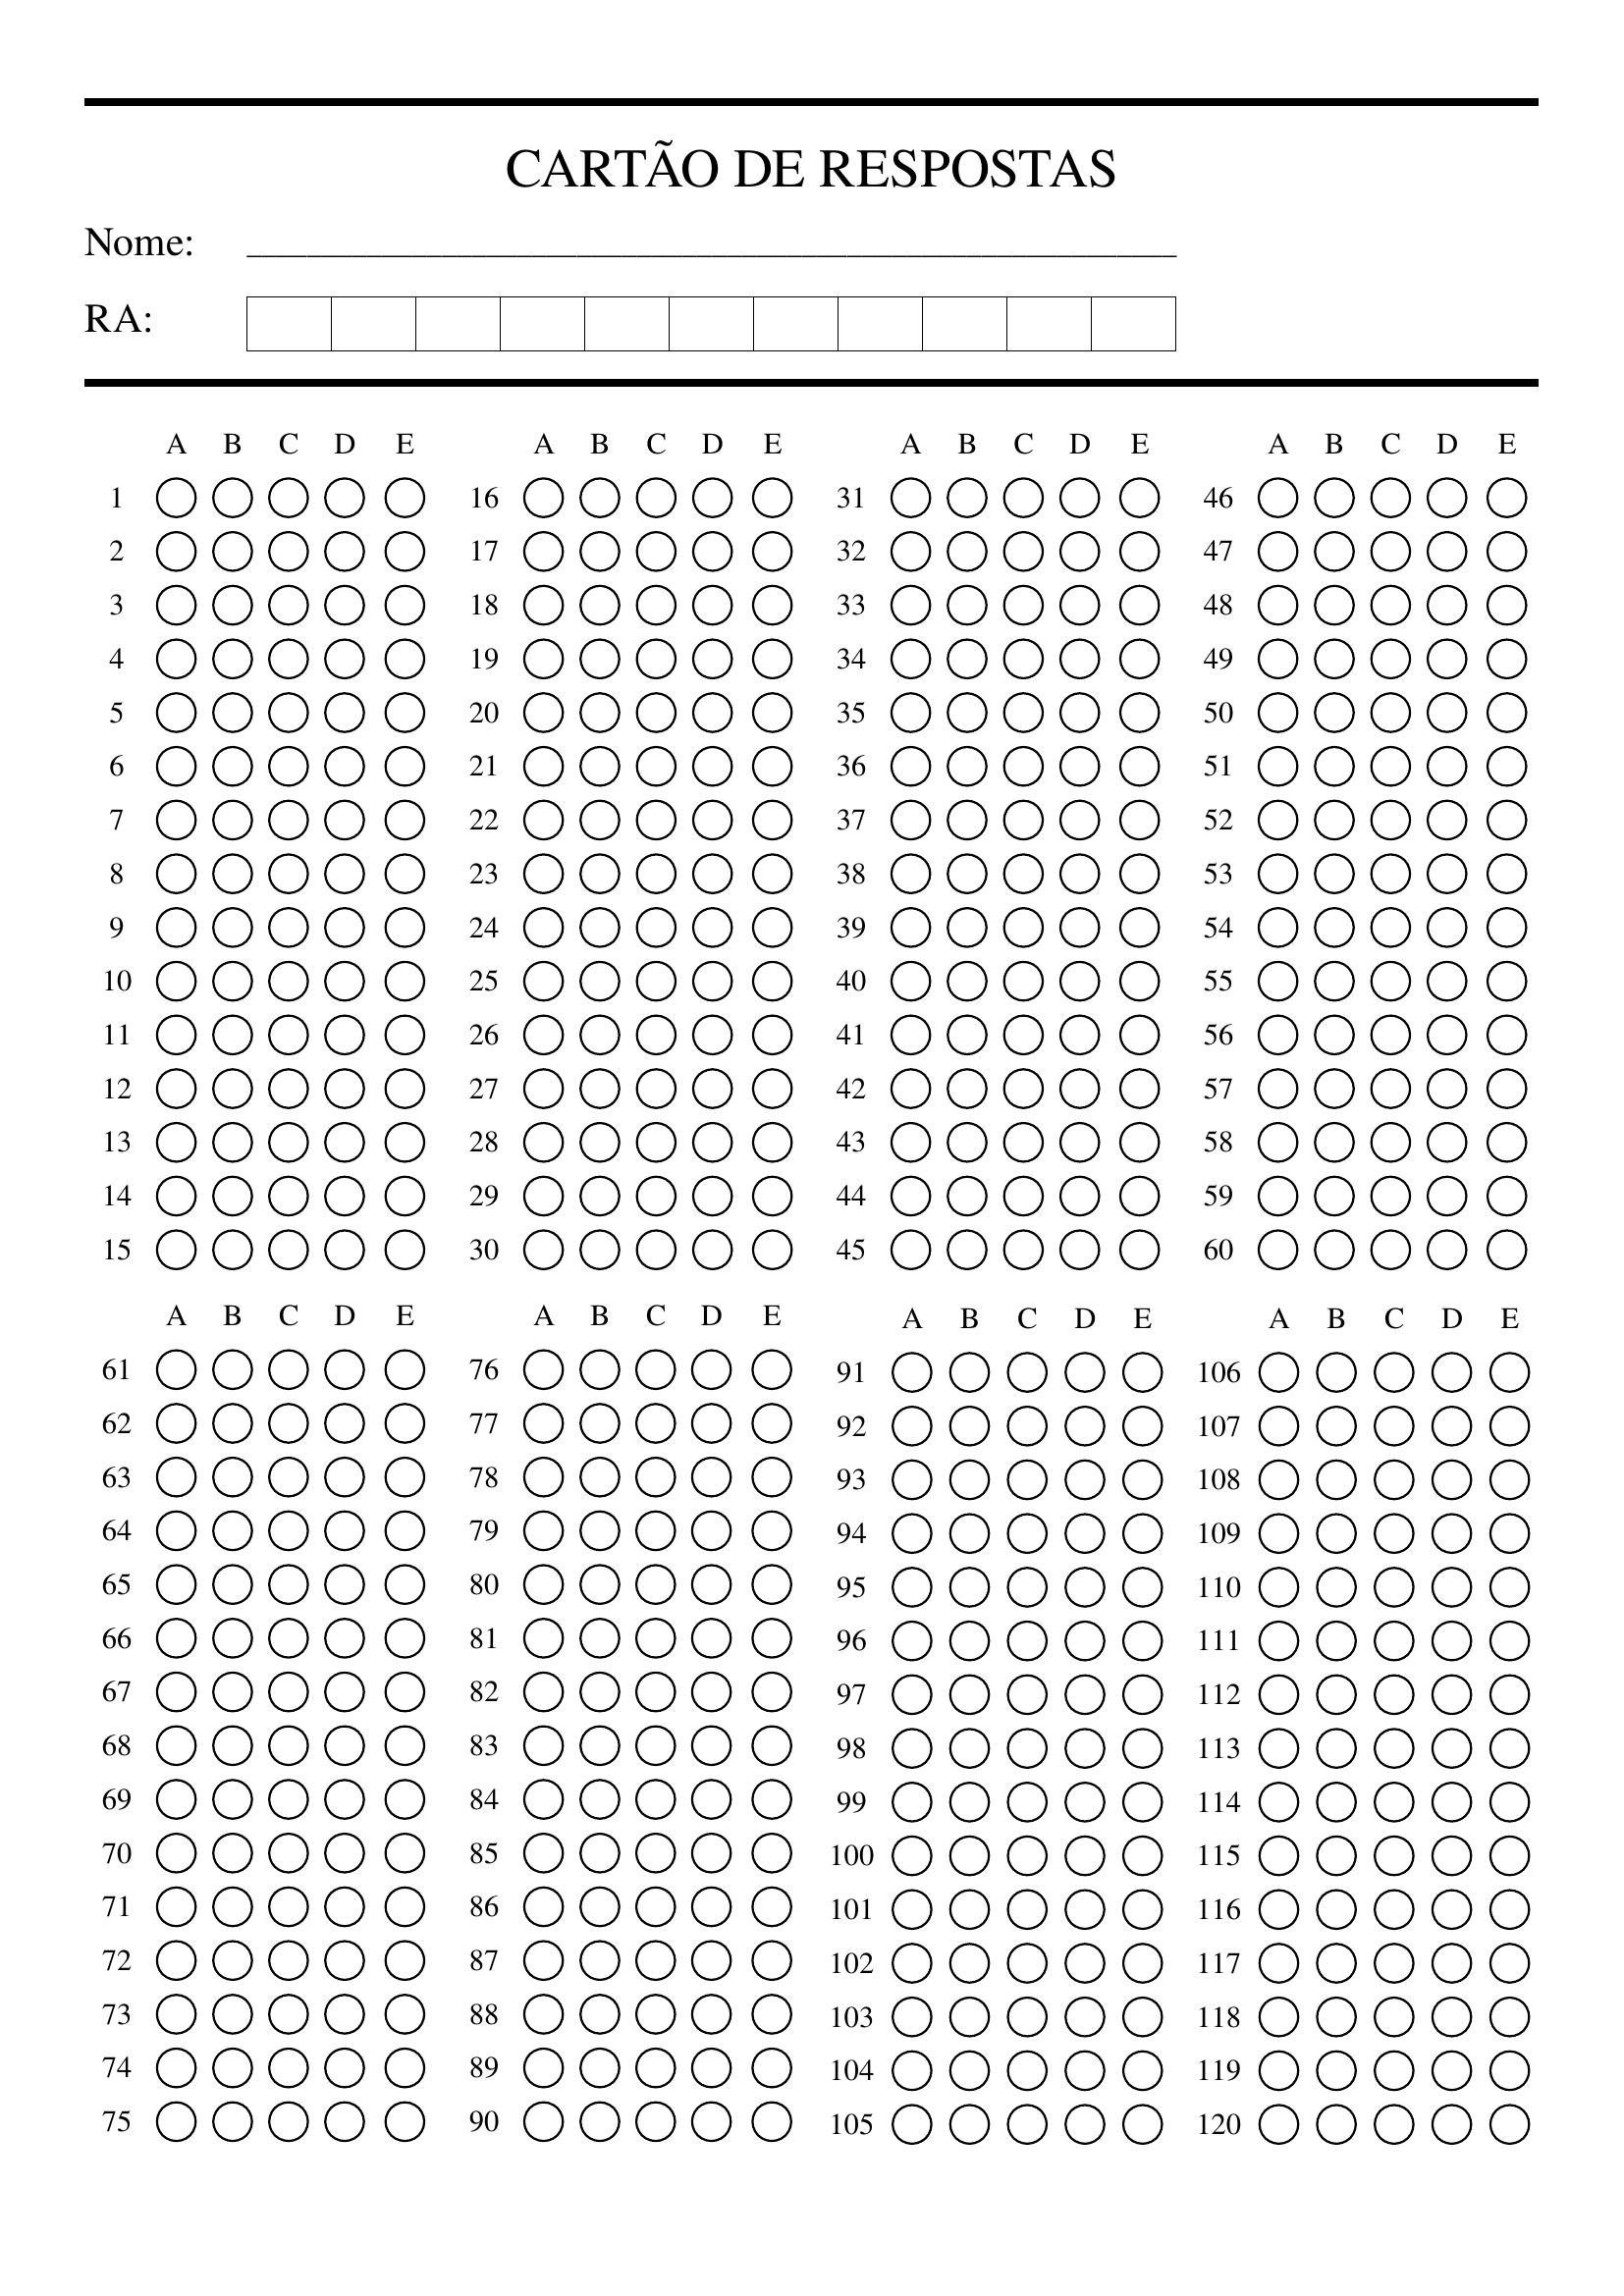 CARTÃO DE RESPOSTAS
Nome: ______________________________________________
RA:
A B C D E A B C D E A B C D E A B C D E
1 16 31 46
2 17 32 47
3 18 33 48
4 19 34 49
5 20 35 50
6 21 36 51
7 22 37 52
8 23 38 53
9 24 39 54
10 25 40 55
11 26 41 56
12 27 42 57
13 28 43 58
14 29 44 59
15 30 45 60
A B C D E A B C D E A B C D E A B C D E
61 76 91 106
62 77 92 107
63 78 93 108
64 79 94 109
65 80 95 110
66 81 96 111
67 82 97 112
68 83 98 113
69 84 99 114
70 85 100 115
71 86 101 116
72 87 102 117
73 88 103 118
74 89 104 119
75 90 105 120